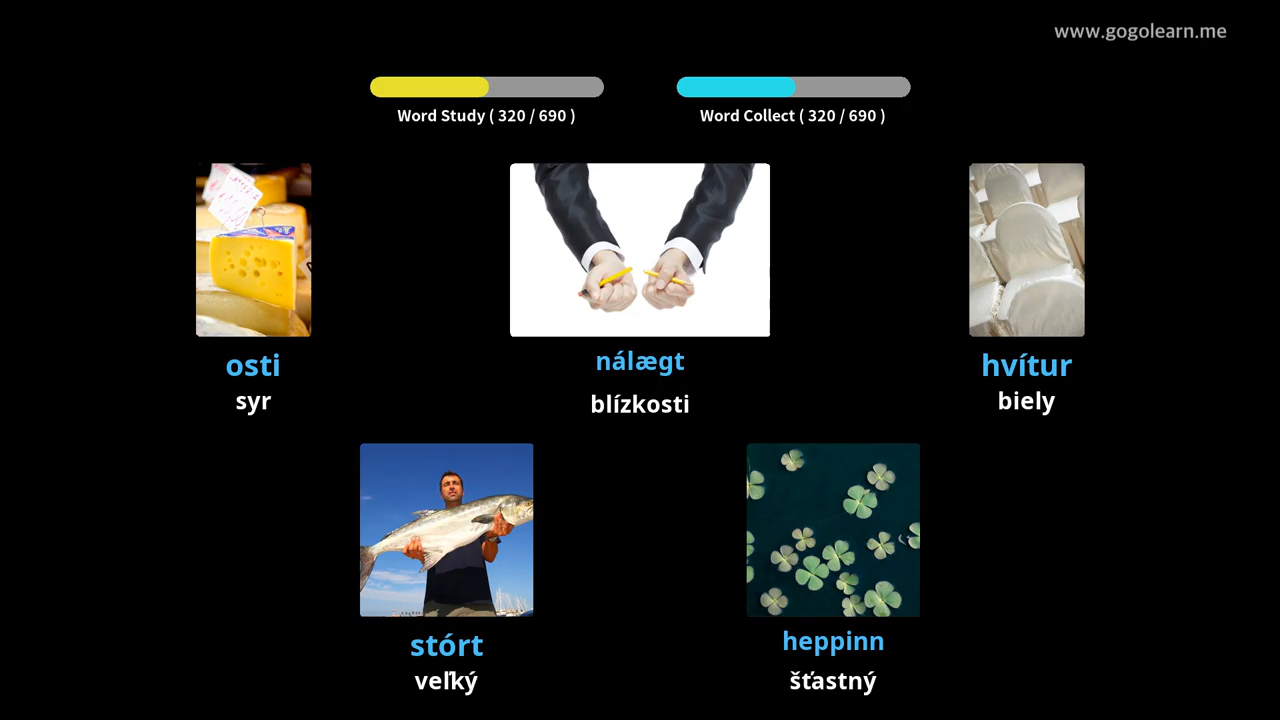 www.gogolearn.me
Word Study ( 320 / 690 )
Word Collect ( 320 / 690 )
osti
syr
nálægt
blízkosti
hvítur
biely
stórt
veľký
heppinn
šťastný